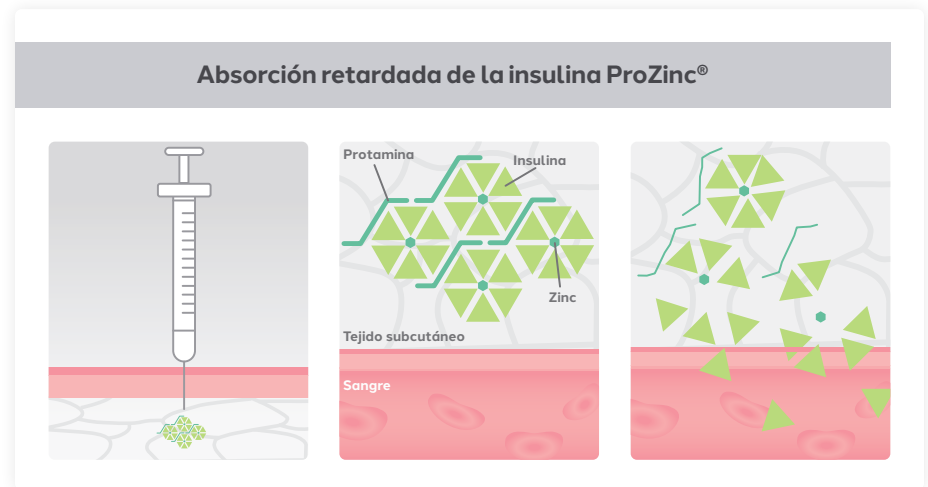 Absorción retardada de la insulina ProZinc®
Protamina
Insulina
Zinc
Tejido subcutáneo
Sangre